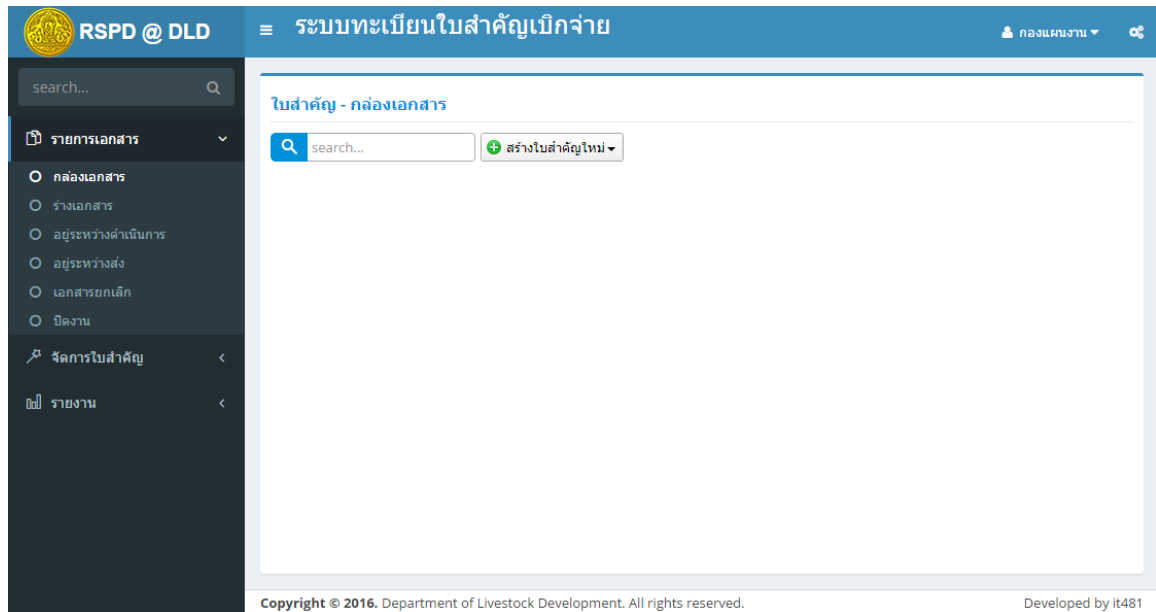 RSPD @ DLD
ระบบทะเบียนใบสำคัญเบิกจ่าย
กองแผนงาน
search...
รายการเอกสาร
กล่องเอกสาร
ร่างเอกสาร
อยู่ระหว่างดำเนินการ
อยู่ระหว่างส่ง
เอกสารยกเลิก
ปิดงาน
จัดการใบสำคัญ
รายงาน
ใบสำคัญ - กล่องเอกสาร
search...
สร้างใบสำคัญใหม่
Copyright © 2016. Department of Livestock Development. All rights reserved.
Developed by it481